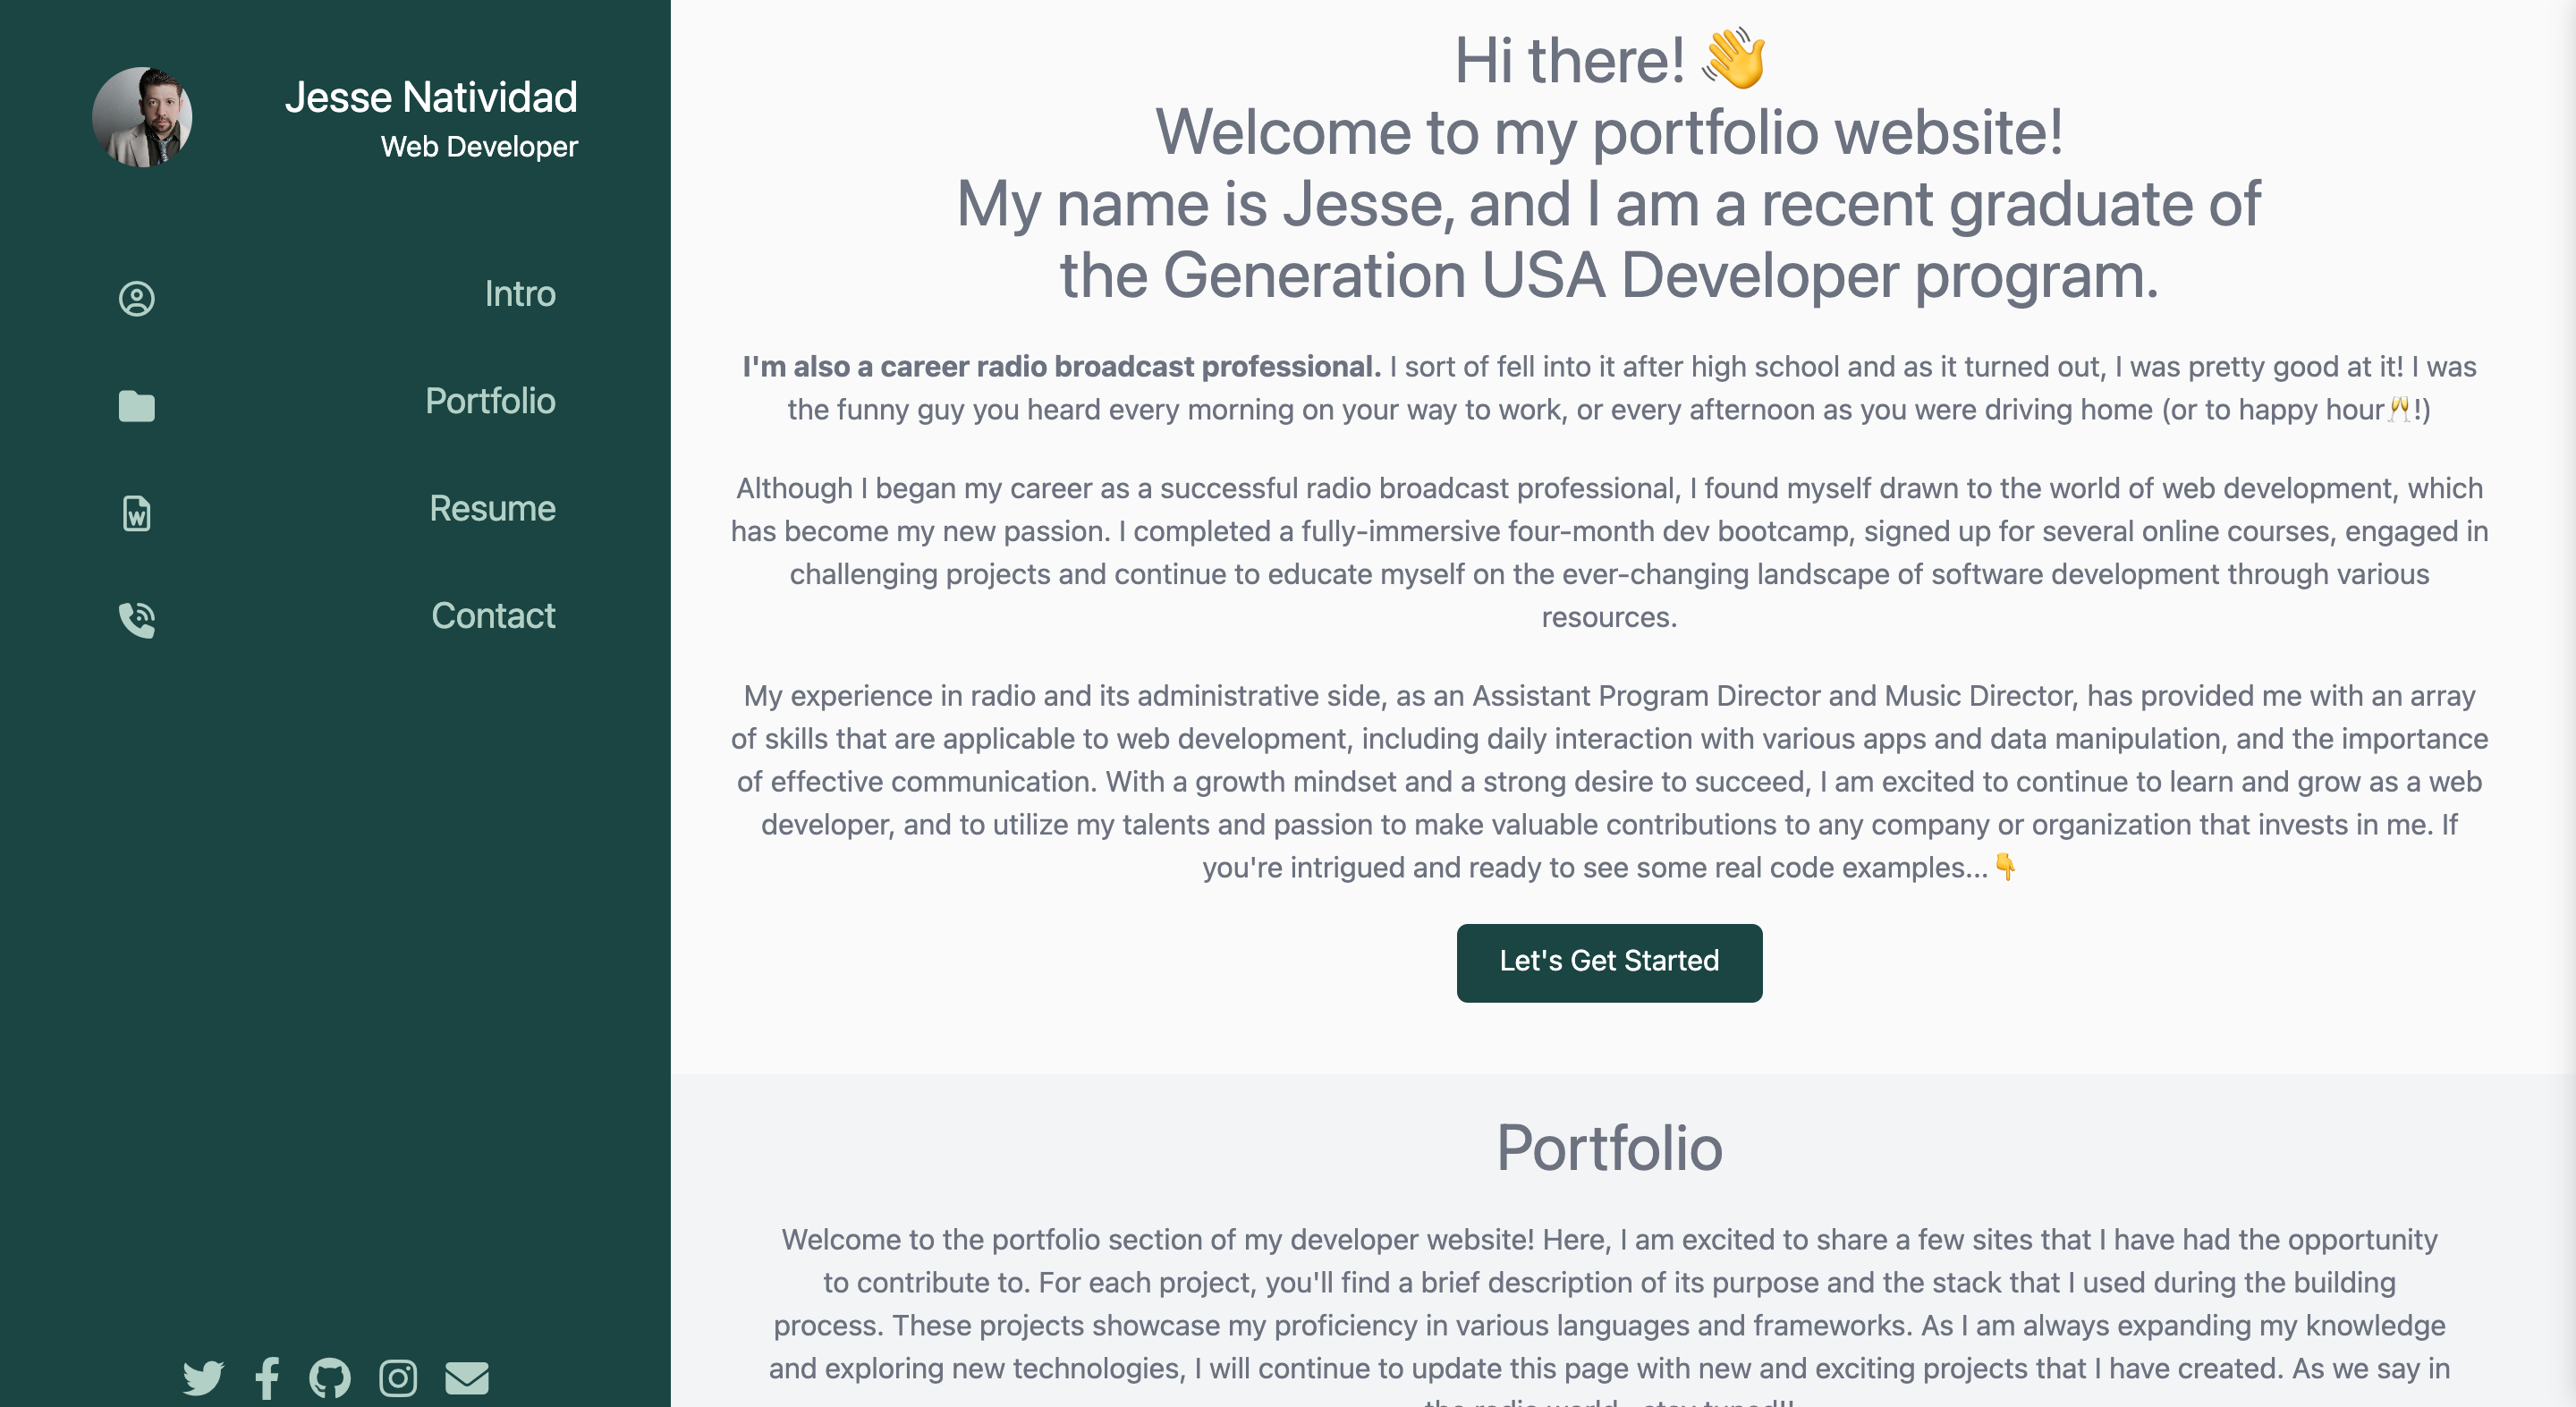 Jesse Natividad
Web Developer
Intro
Portfolio
Resume
Contact
Hi there! 👋
Welcome to my portfolio website!
My name is Jesse, and I am a recent graduate of
the Generation USA Developer program.
I'm also a career radio broadcast professional. I sort of fell into it after high school and as it turned out, I was pretty good at it! I was
the funny guy you heard every morning on your way to work, or every afternoon as you were driving home (or to happy hour🥂!)
Although I began my career as a successful radio broadcast professional, I found myself drawn to the world of web development, which
has become my new passion. I completed a fully-immersive four-month dev bootcamp, signed up for several online courses, engaged in
challenging projects and continue to educate myself on the ever-changing landscape of software development through various
resources.
My experience in radio and its administrative side, as an Assistant Program Director and Music Director, has provided me with an array
of skills that are applicable to web development, including daily interaction with various apps and data manipulation, and the importance
of effective communication. With a growth mindset and a strong desire to succeed, I am excited to continue to learn and grow as a web
developer, and to utilize my talents and passion to make valuable contributions to any company or organization that invests in me. If
you're intrigued and ready to see some real code examples...👇
Let's Get Started
Portfolio
Welcome to the portfolio section of my developer website! Here, I am excited to share a few sites that I have had the opportunity
to contribute to. For each project, you'll find a brief description of its purpose and the stack that I used during the building
process. These projects showcase my proficiency in various languages and frameworks. As I am always expanding my knowledge
and exploring new technologies, I will continue to update this page with new and exciting projects that I have created. As we say in
the radio world